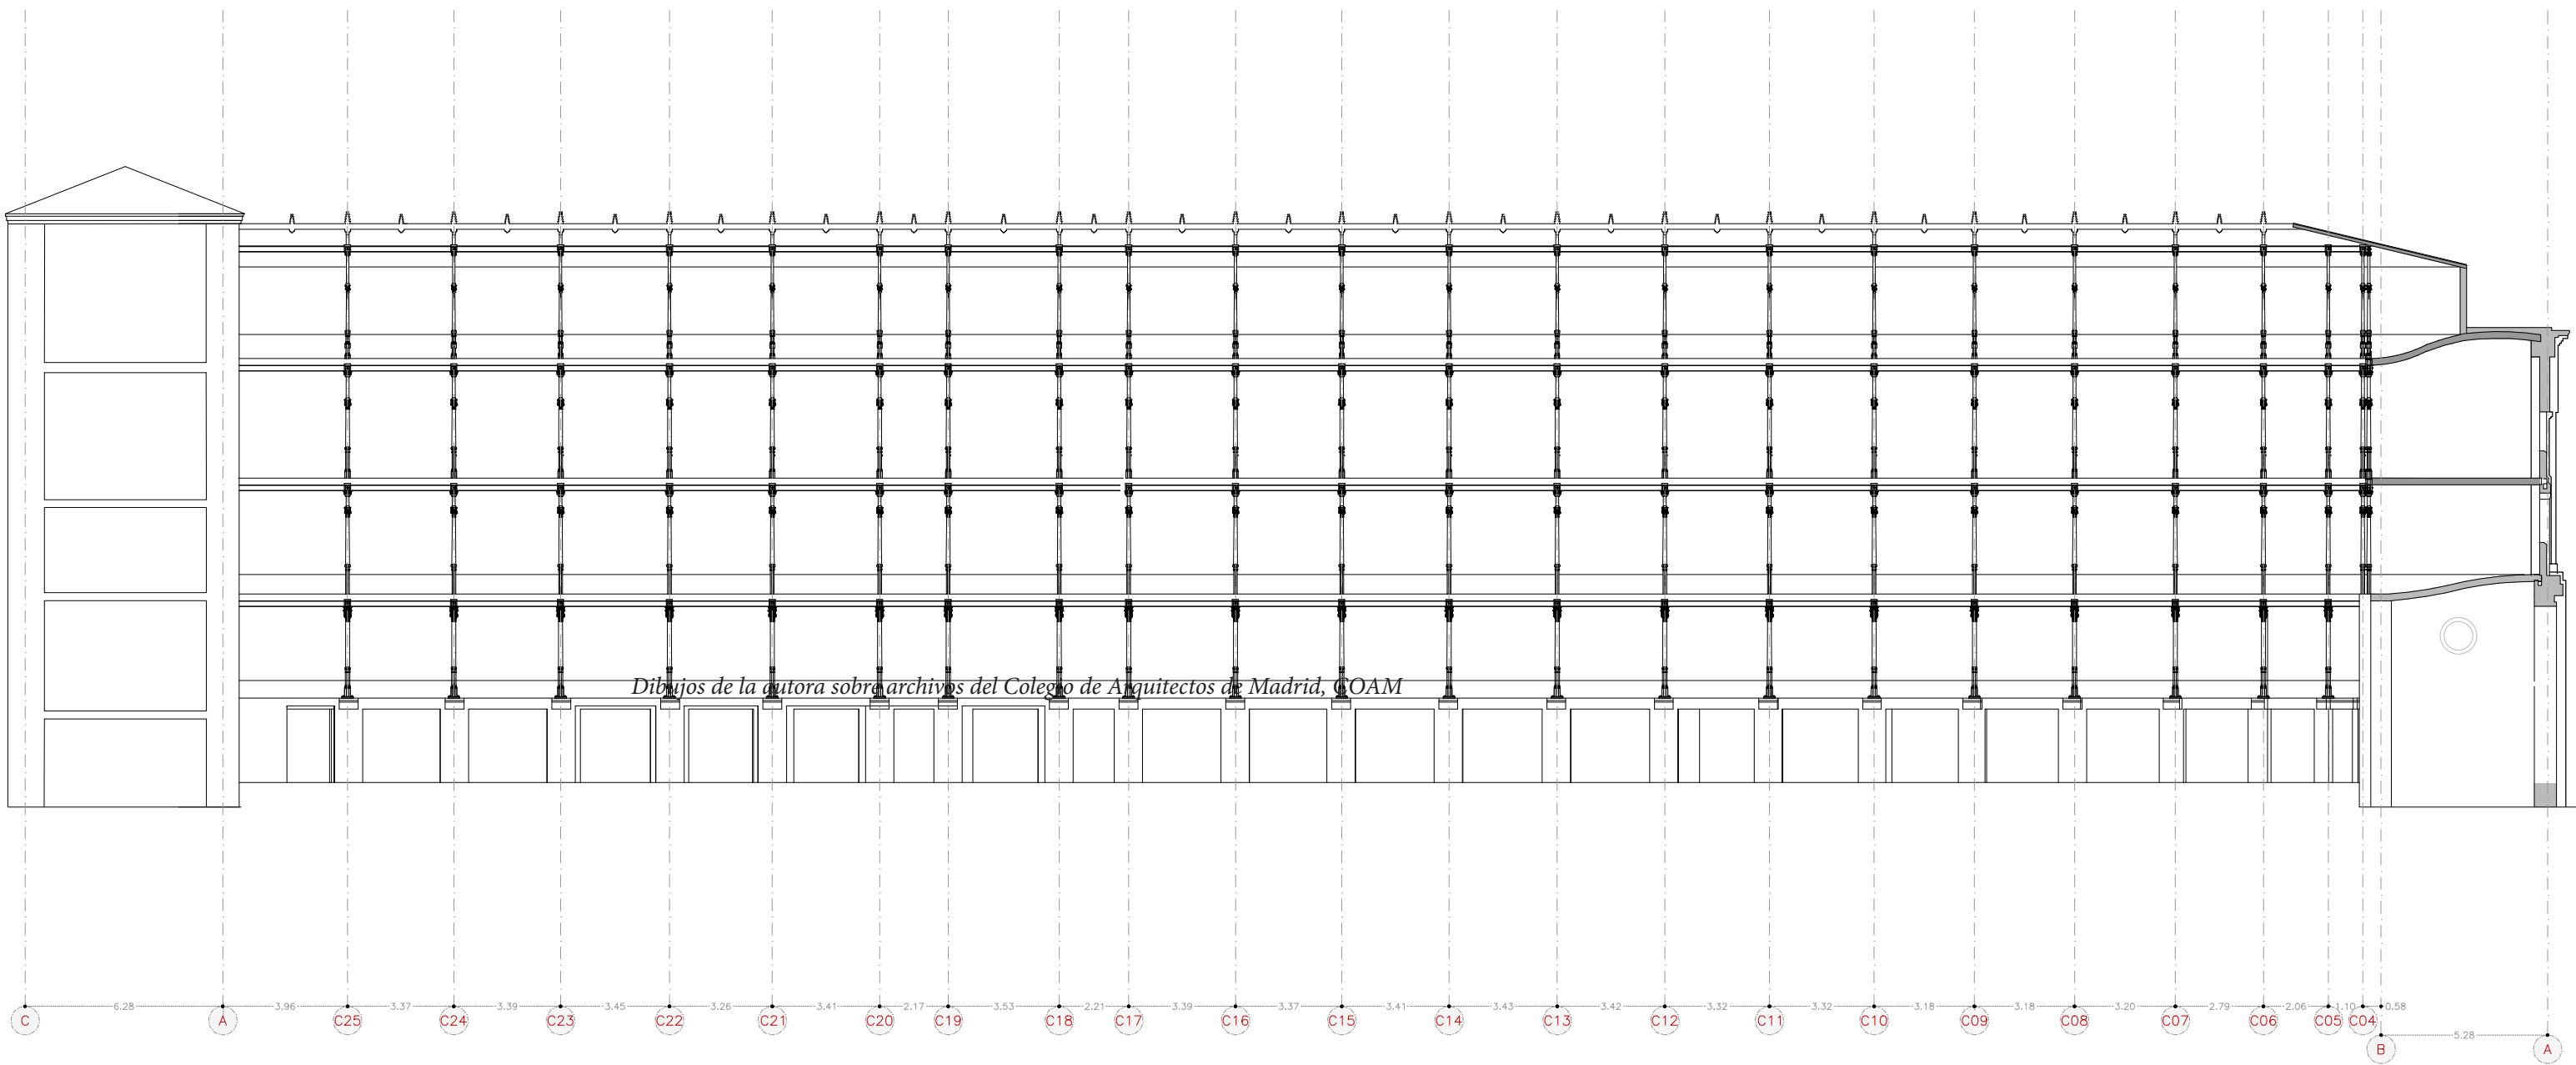 Dibujos de la autora sobre archivos del Colegio de Arquitectos de Madrid, COAM
6.28 3.96 3.37 3.39 3.45 3.26 3.41 2.17 3.53 2.21 3.39 3.37 3.41 3.43 3.42 3.32 3.32 3.18 3.18 3.20 2.79 2.06 1.10 0.58
C A C25 C24 C23 C22 C21 C20 C19 C18 C17 C16 C15 C14 C13 C12 C11 C10 C09 C08 C07 C06 C05 C04
5.28
B A